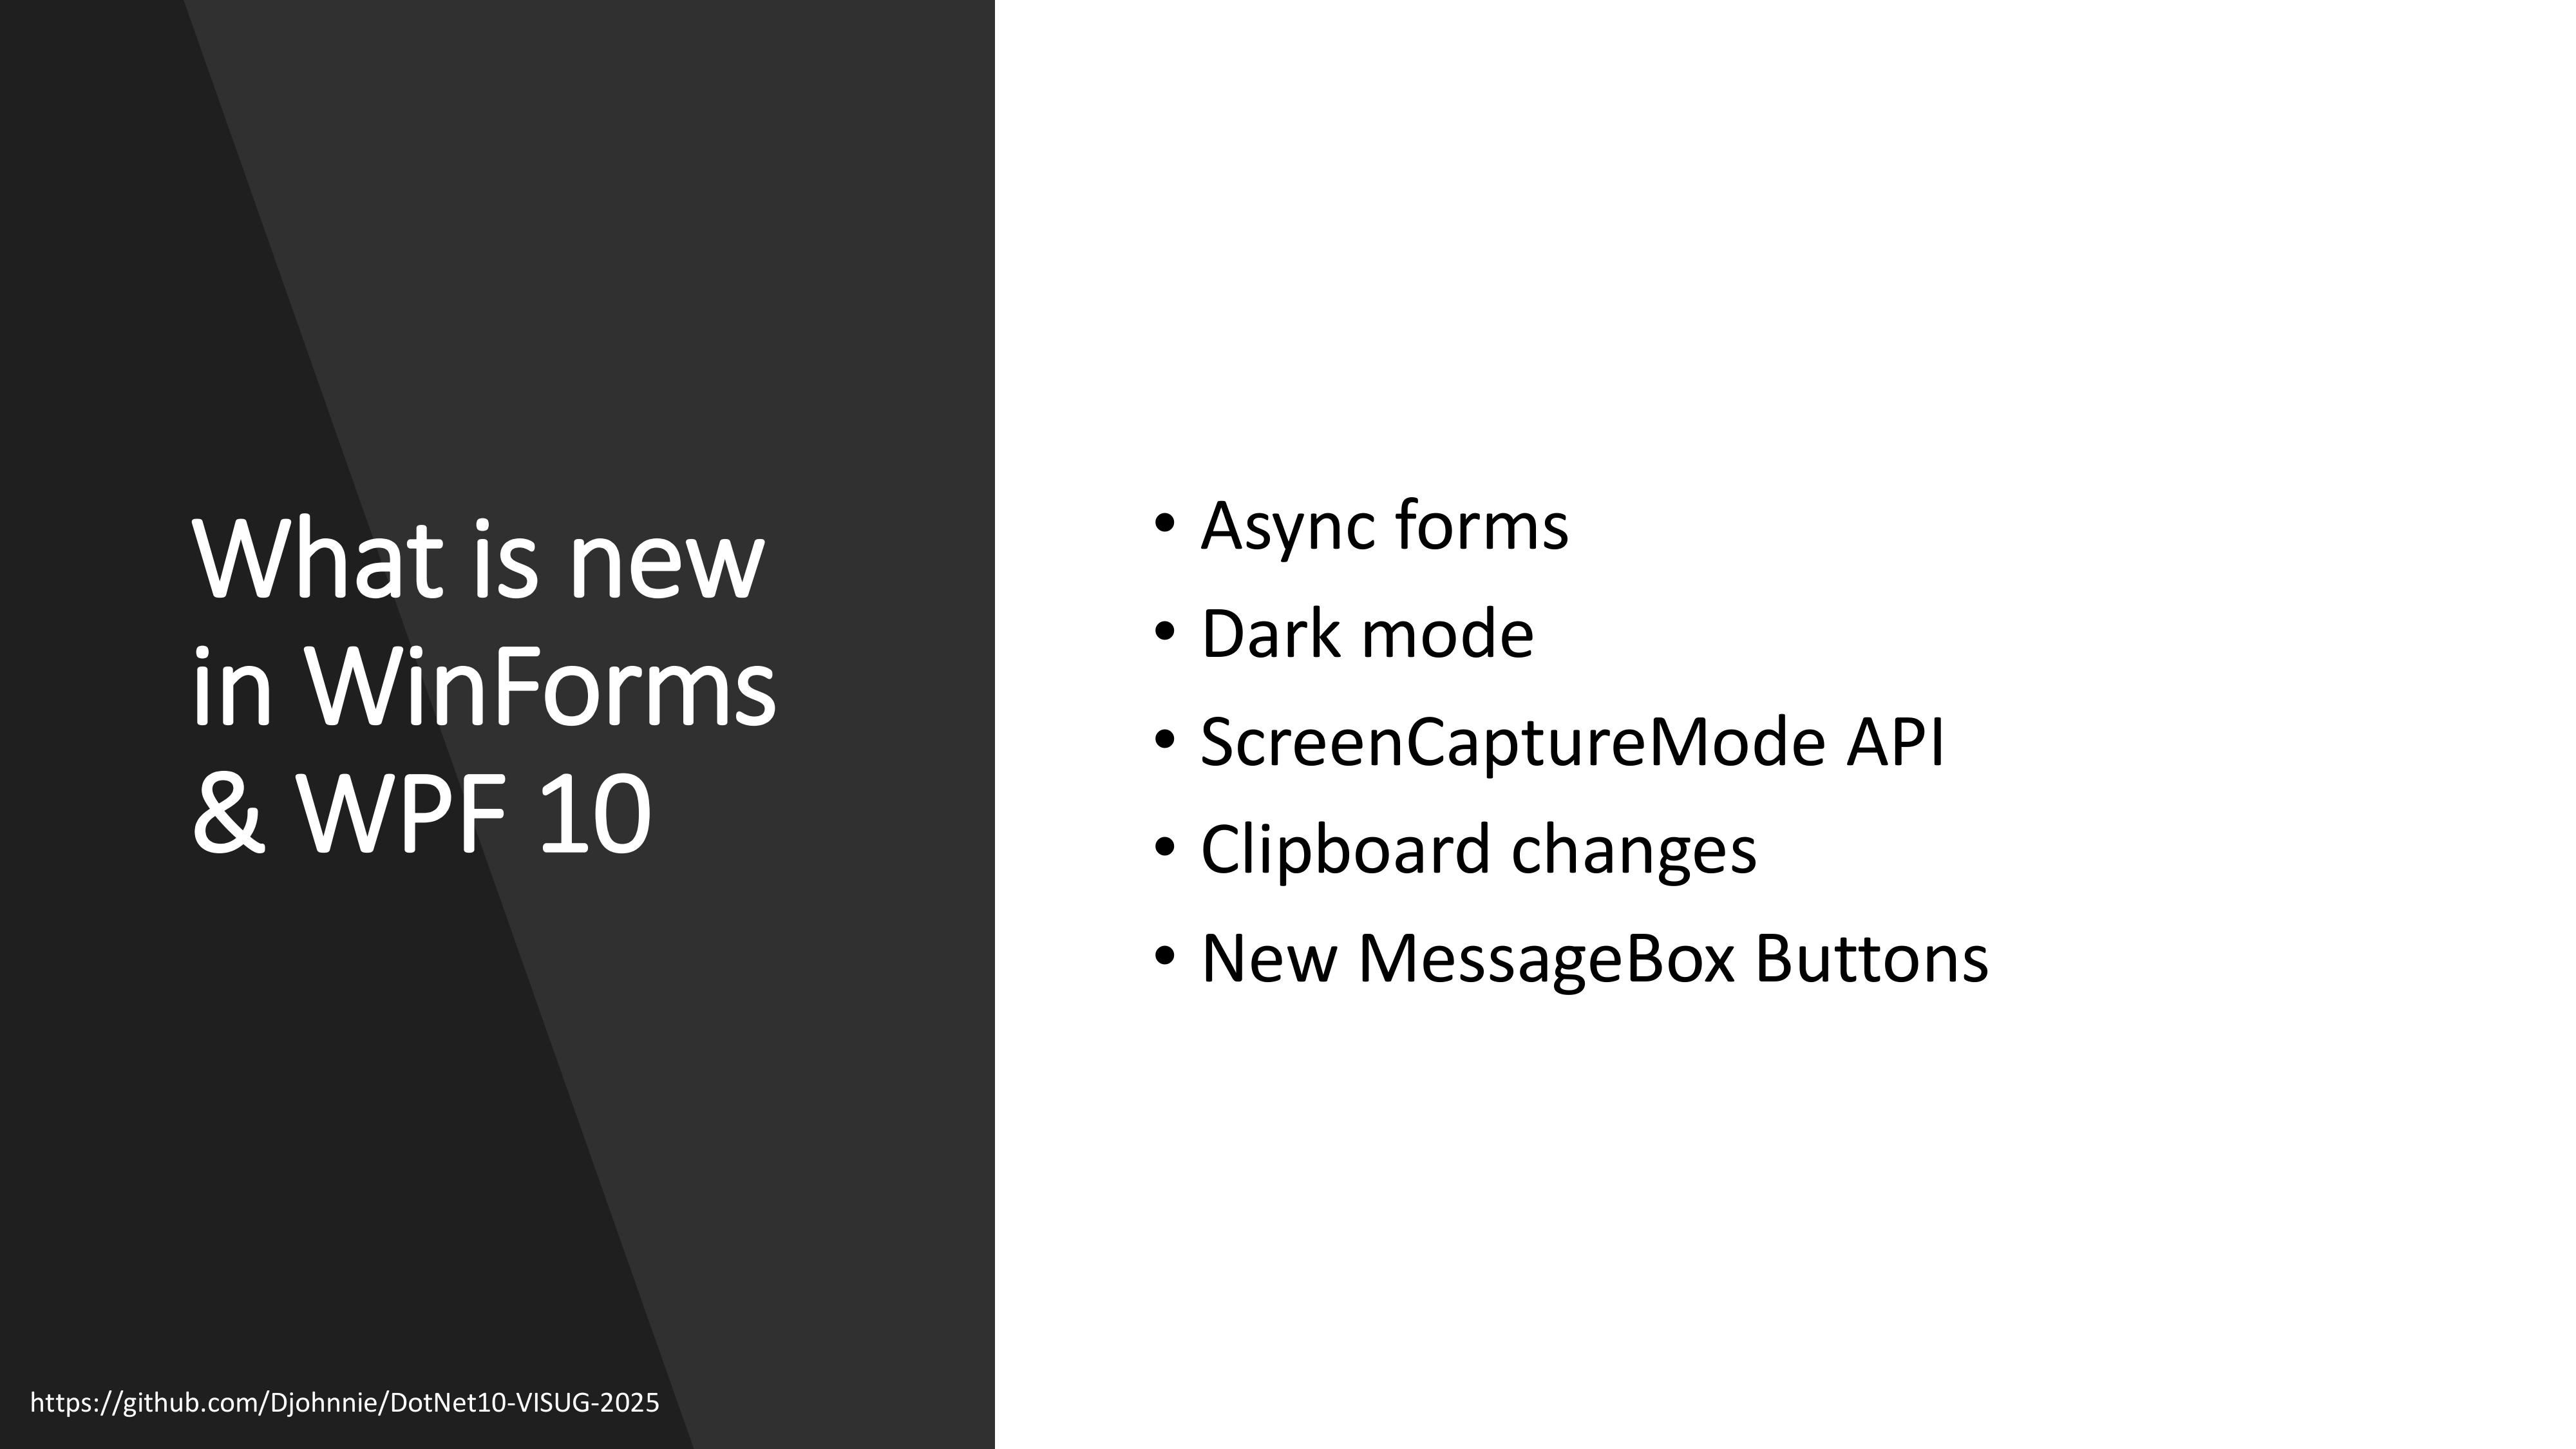 What is new
in WinForms
& WPF 10
• Async forms
• Dark mode
• ScreenCaptureMode API
• Clipboard changes
• New MessageBox Buttons
https://github.com/Djohnnie/DotNet10-VISUG-2025